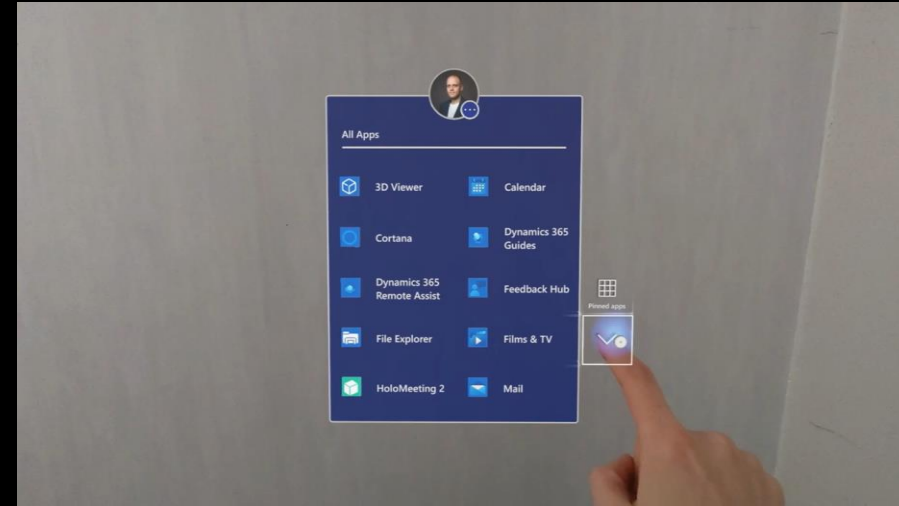 All Apps
3D Viewer
Calendar
Cortana
Dynamics 365
Guides
Dynamics 365
Remote Assist
Feedback Hub
Pinned apps
File Explorer
Films & TV
HoloMeeting 2
Mail